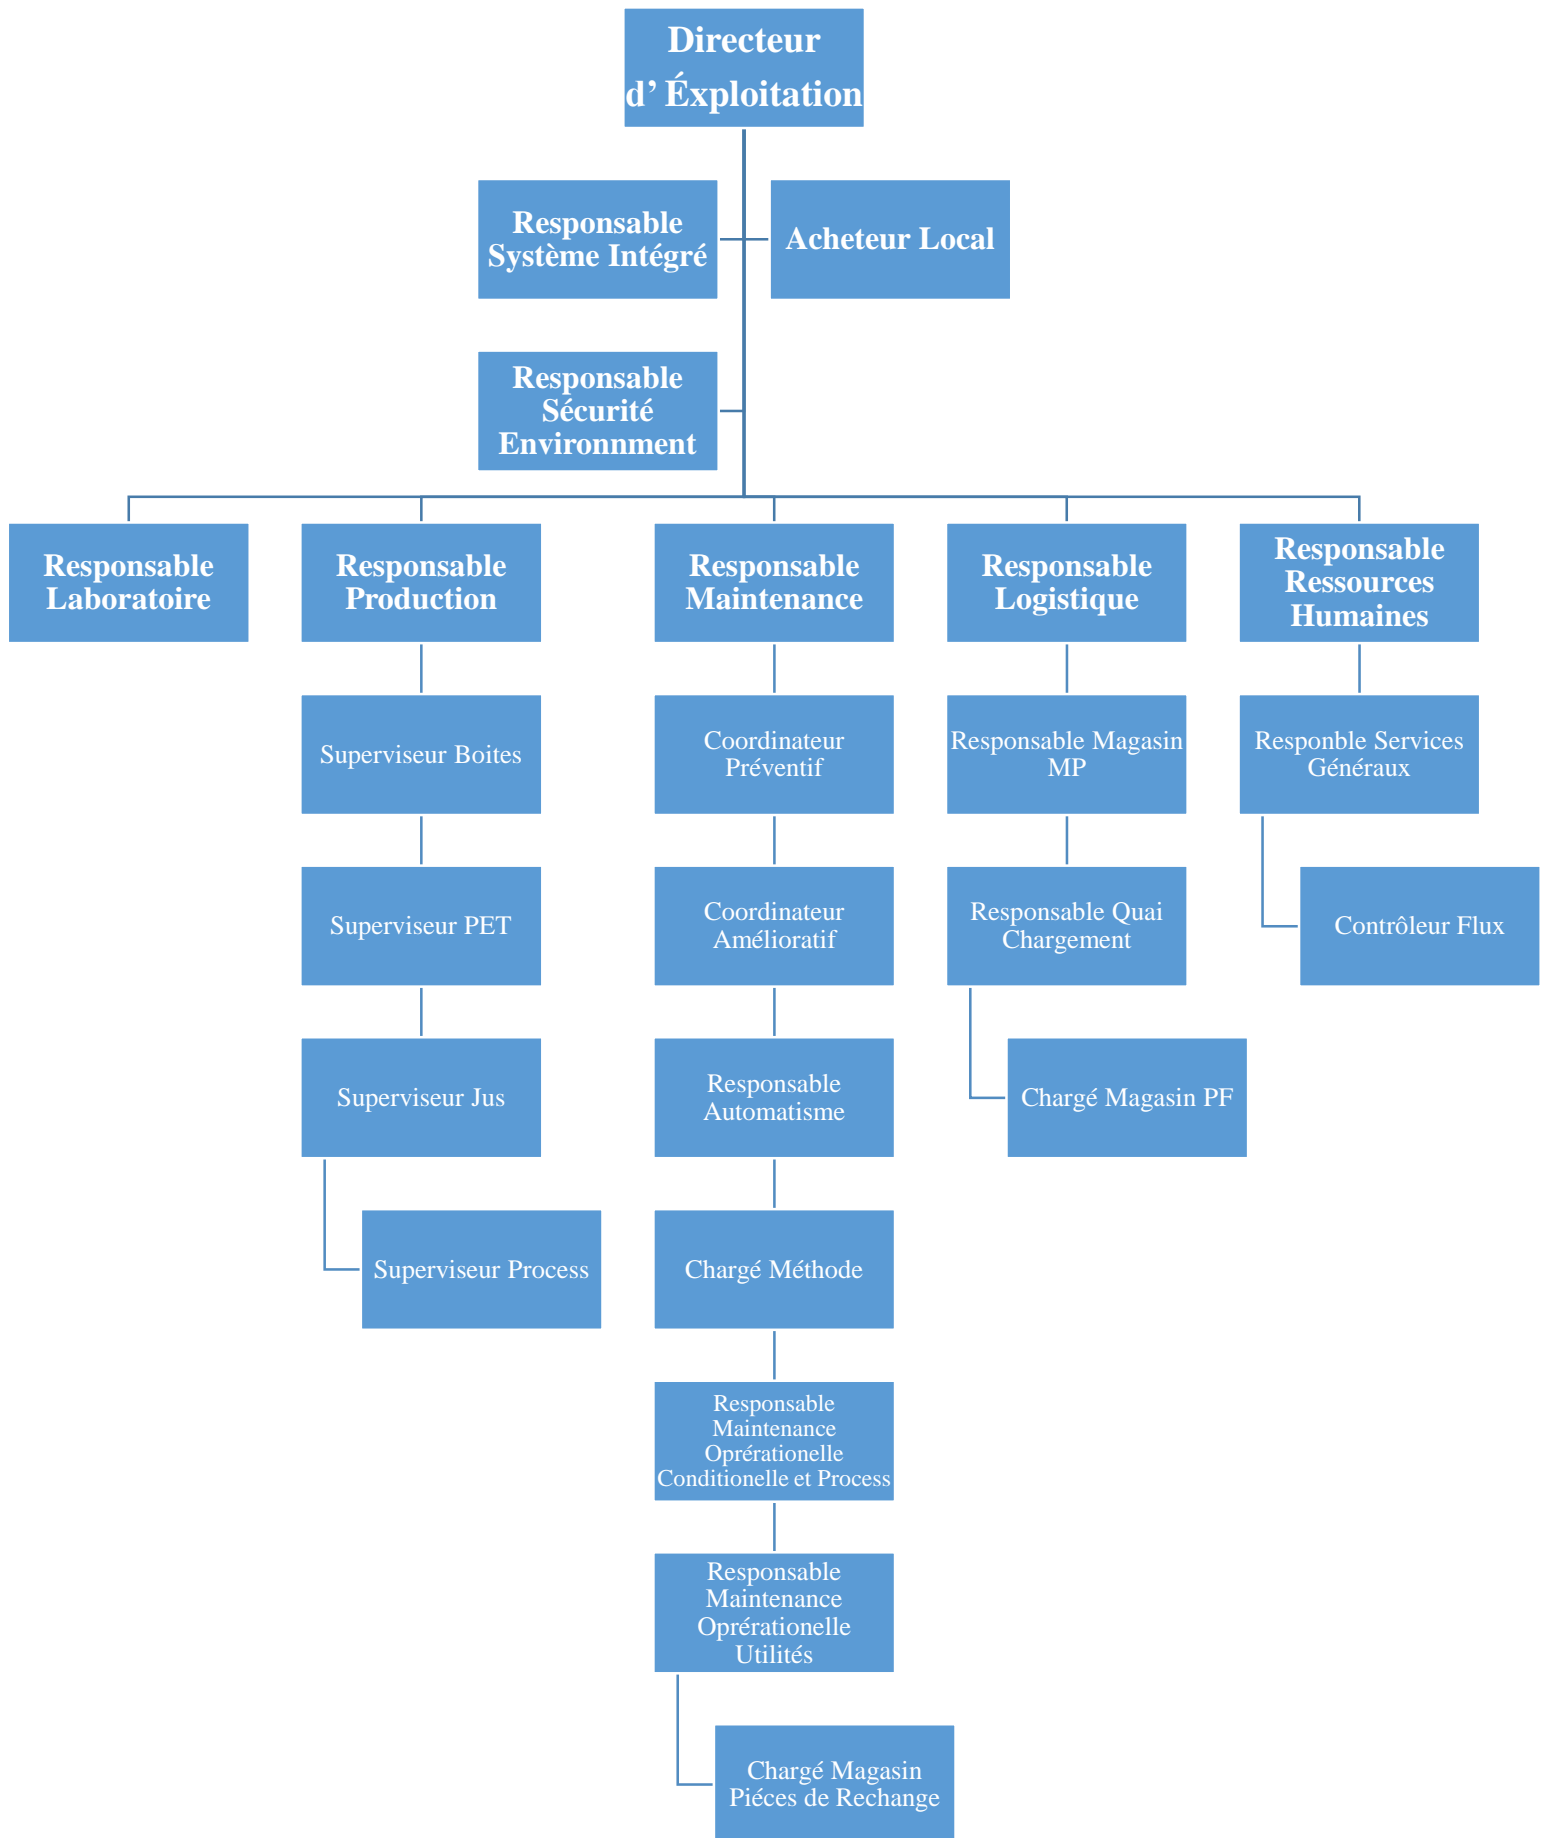 Directeur
d’ Éxploitation
Responsable
Système Intégré
Acheteur Local
Responsable
Sécurité
Environnment
Responsable
Laboratoire
Responsable
Production
Responsable
Maintenance
Responsable
Logistique
Responsable
Ressources
Humaines
Superviseur Boites
Coordinateur
Préventif
Responsable Magasin
MP
Responble Services
Généraux
Superviseur PET
Coordinateur
Amélioratif
Responsable Quai
Chargement
Contrôleur Flux
Superviseur Jus
Responsable
Automatisme
Chargé Magasin PF
Superviseur Process
Chargé Méthode
Responsable
Maintenance
Oprérationelle
Conditionelle et Process
Responsable
Maintenance
Oprérationelle
Utilités
Chargé Magasin
Piéces de Rechange